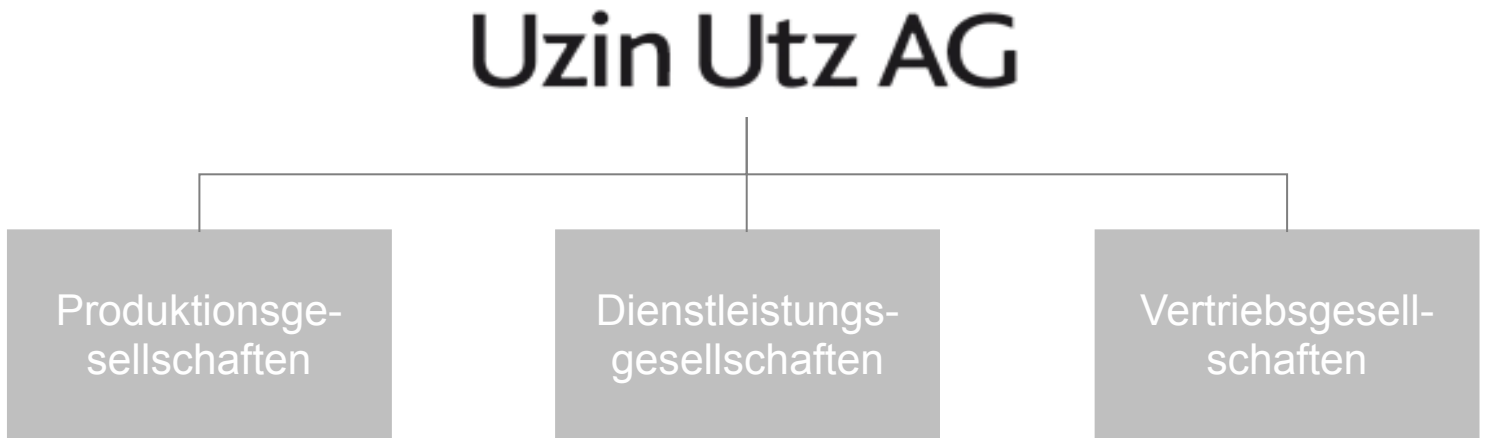 Uzin Utz AG
Produktionsge-
sellschaften
Dienstleistungs-
gesellschaften
Vertriebsgesell-
schaften